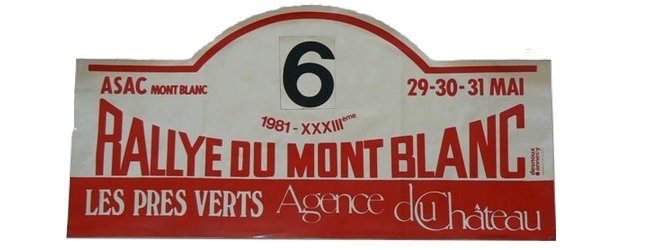 6
ASAC MONT BLANC 29-30-31 MAI
1981 - XXXIIIème
RALLYE DU MONT BLANC
LES PRES VERTS Agence du Château